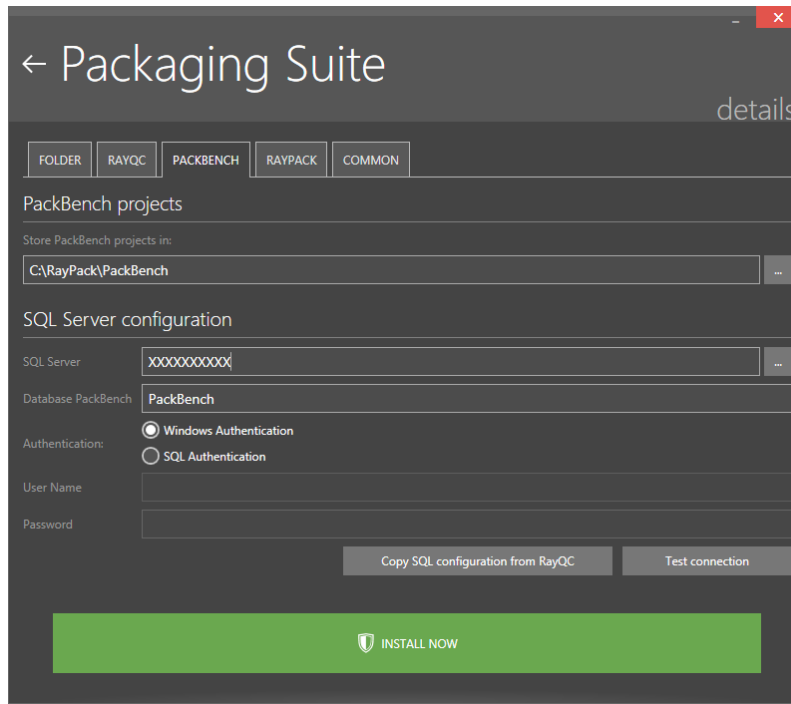 ← Packaging Suite
details
FOLDER RAYQC PACKBENCH RAYPACK COMMON
PackBench projects
Store PackBench projects in:
C:\RayPack\PackBench ...
SQL Server configuration
SQL Server XXXXXXXXXX ...
Database PackBench PackBench
Authentication: Windows Authentication
SQL Authentication
User Name
Password
Copy SQL configuration from RayQC Test connection
INSTALL NOW